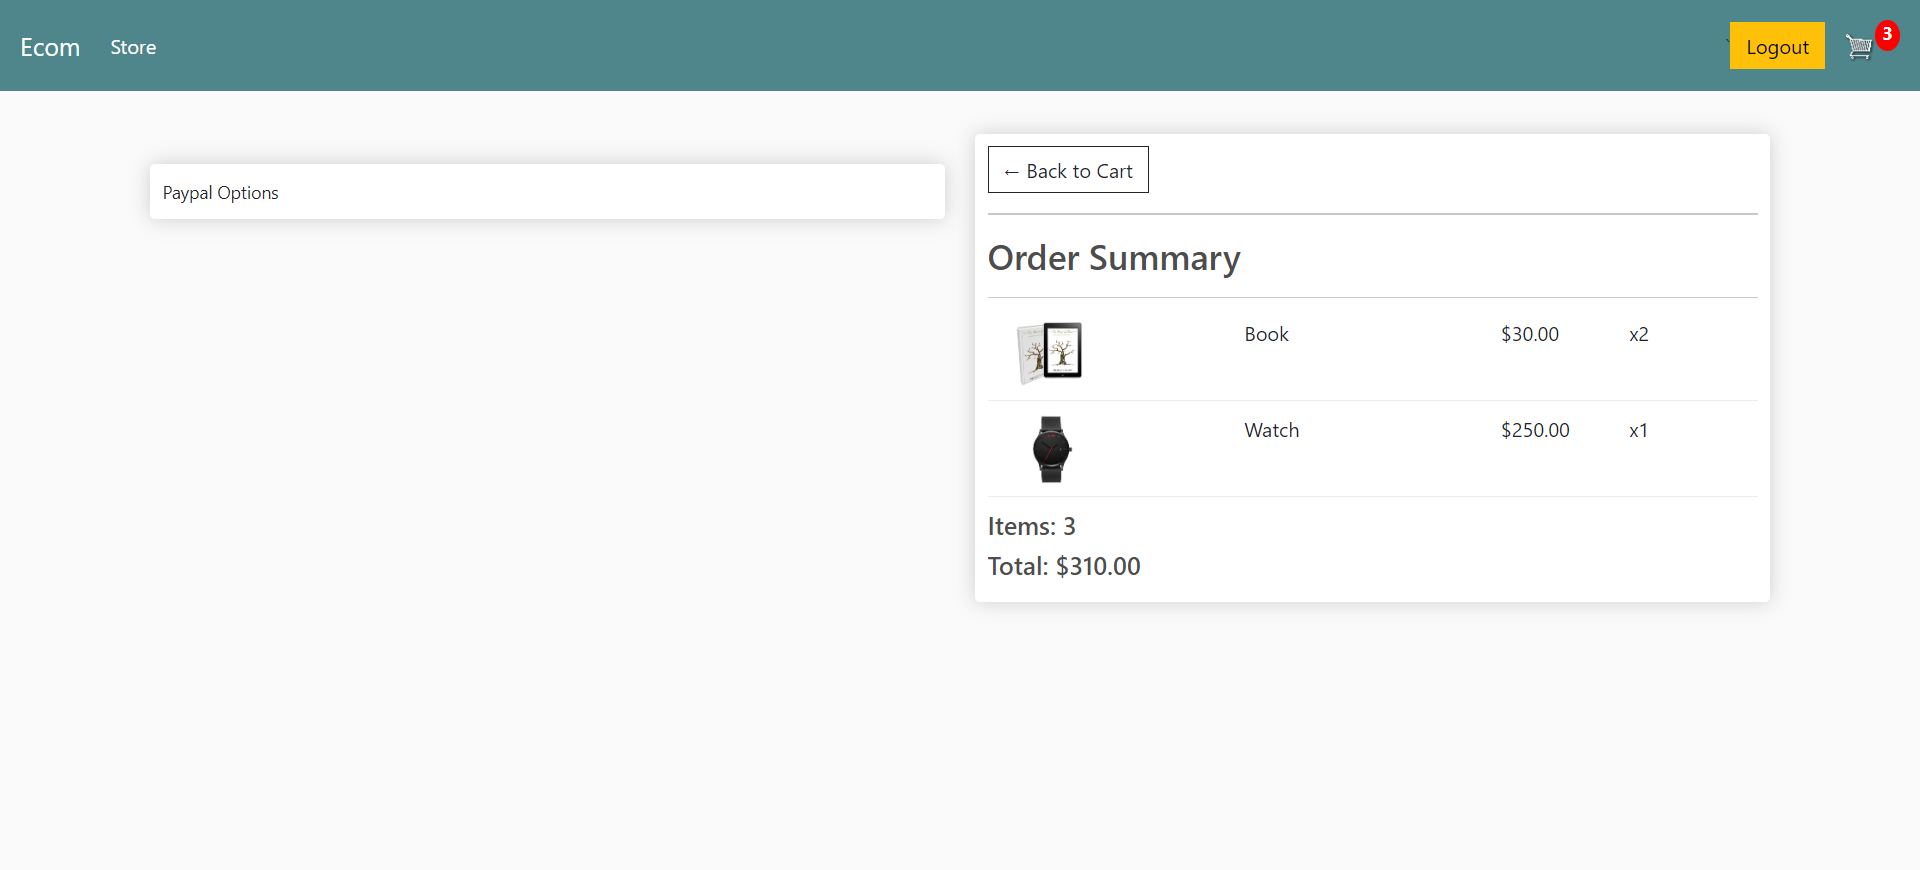 Ecom Store Logout 3
Paypal Options
← Back to Cart
Order Summary
Book $30.00 x2
Watch $250.00 x1
Items: 3
Total: $310.00